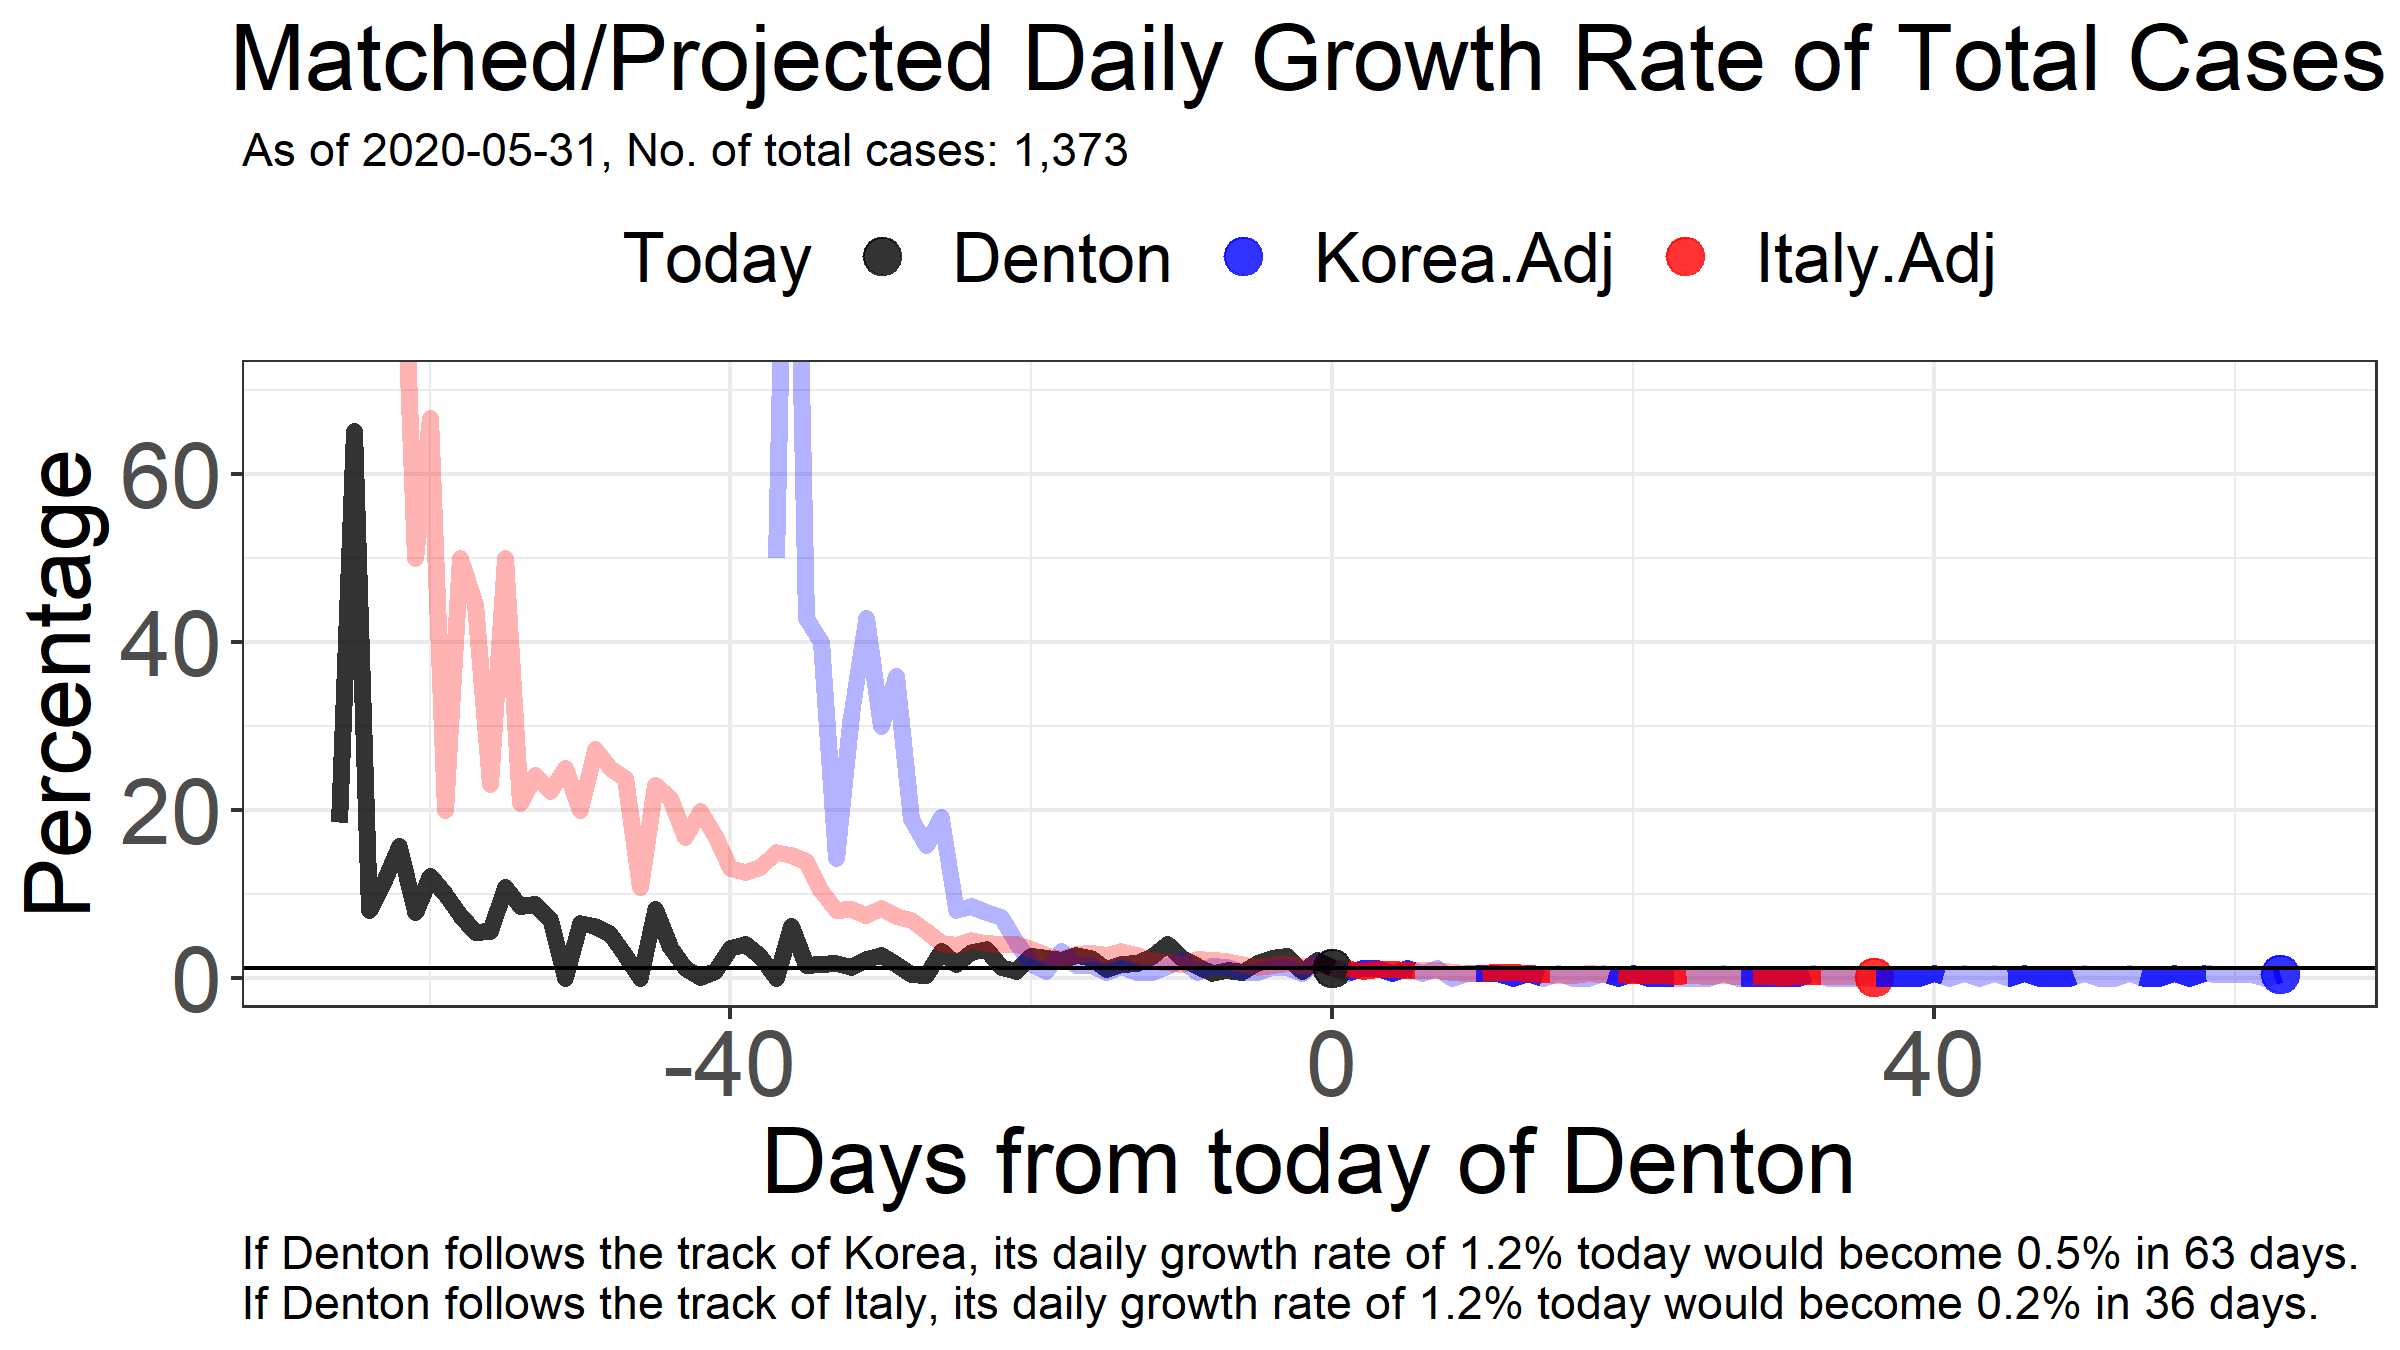 Matched/Projected Daily Growth Rate of Total Cases
As of 2020-05-31, No. of total cases: 1,373
Today Denton Korea.Adj Italy.Adj
Percentage
60
40
20
0
-40 0 40
Days from today of Denton
If Denton follows the track of Korea, its daily growth rate of 1.2% today would become 0.5% in 63 days.
If Denton follows the track of Italy, its daily growth rate of 1.2% today would become 0.2% in 36 days.